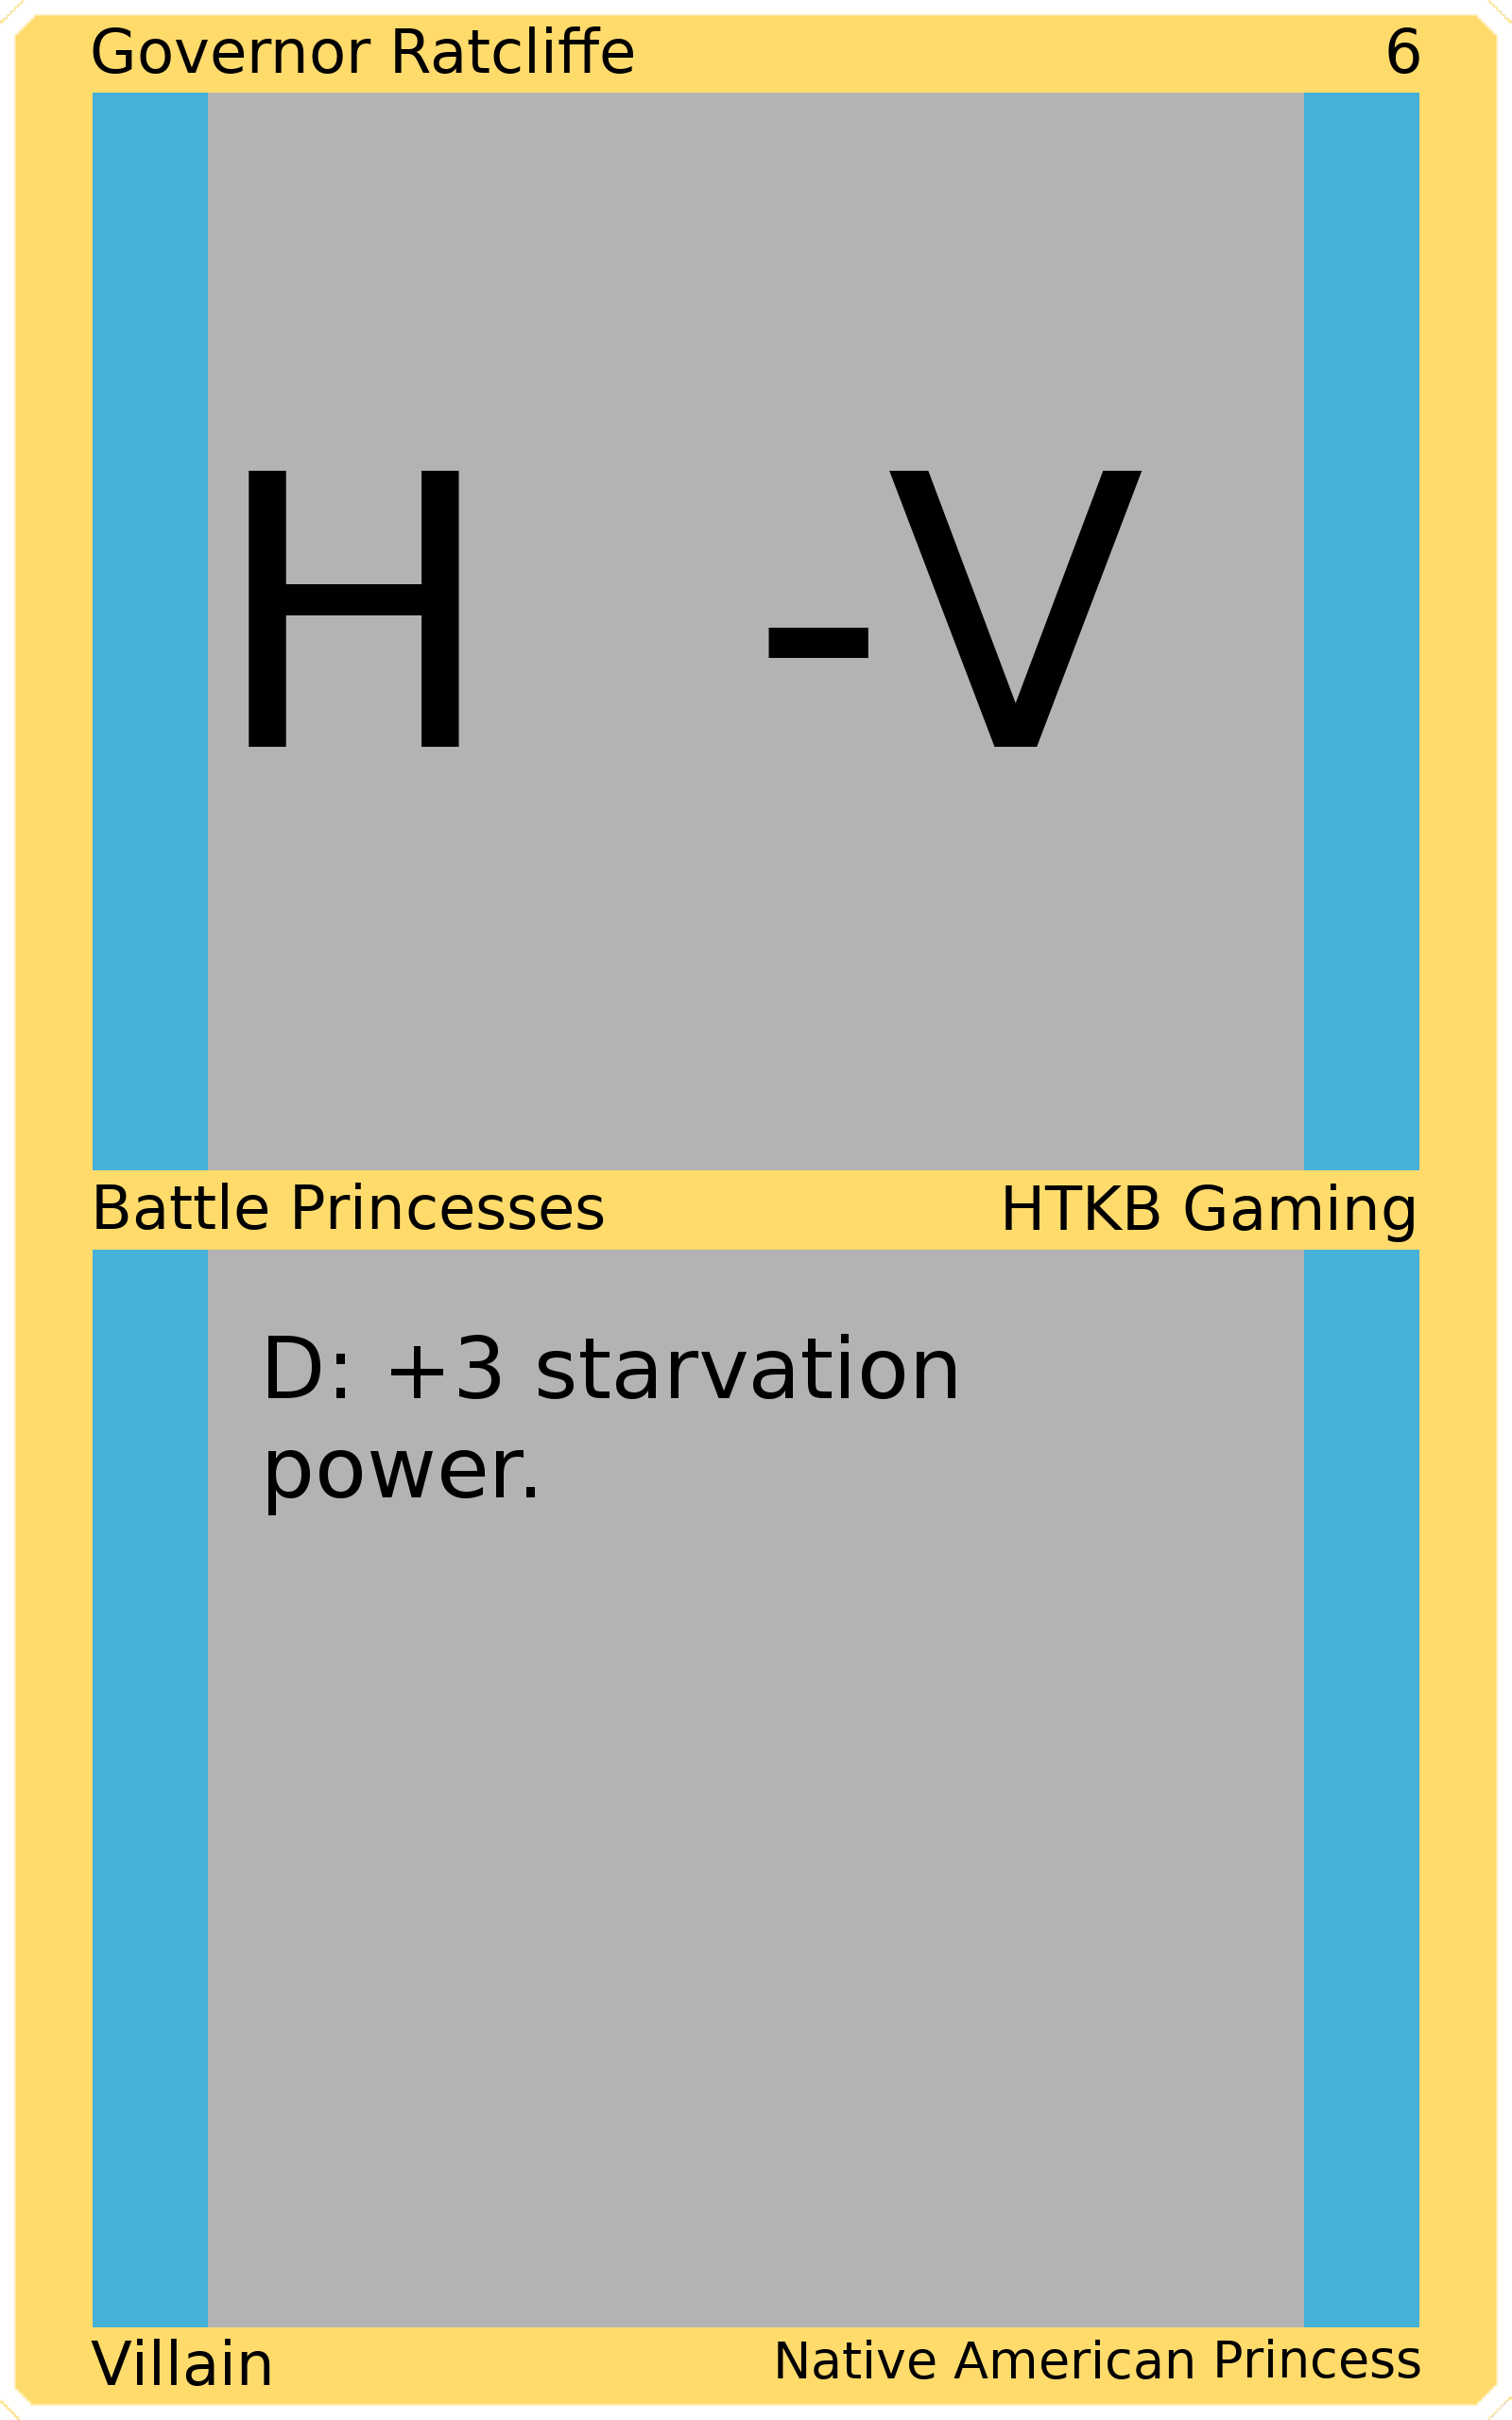 Governor Ratcliffe 6
H -V
Battle Princesses HTKB Gaming
D: +3 starvation
power.
Villain Native American Princess